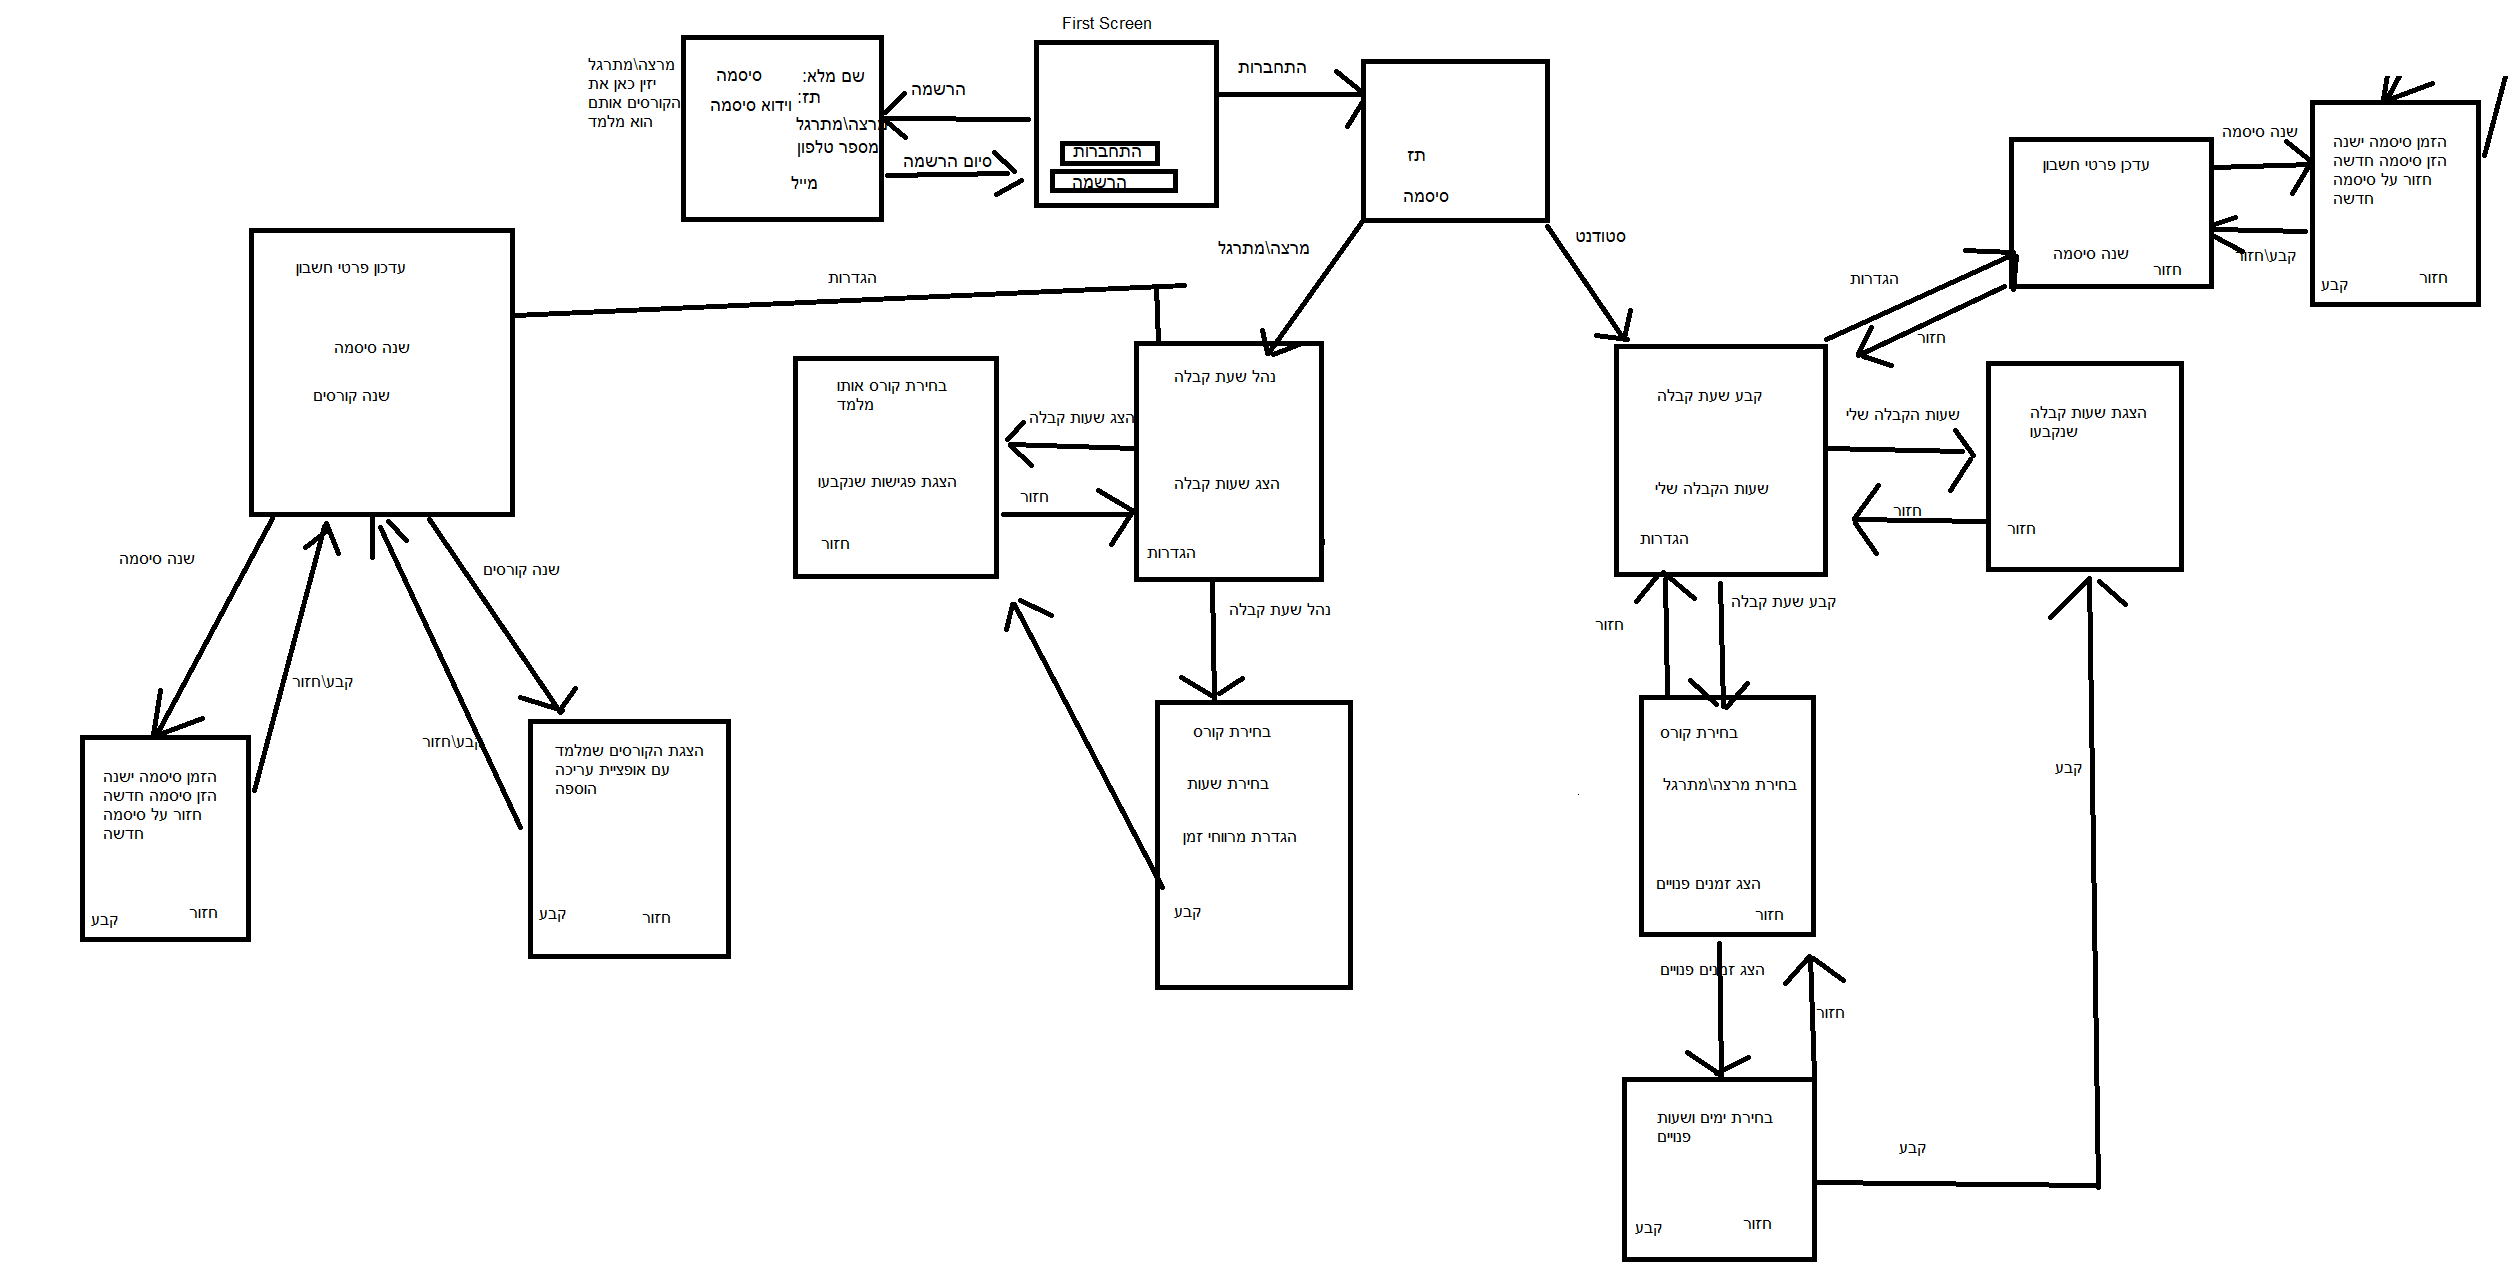 First Screen
מרצה\מתרגל
יזין כאן את
הקורסים אותם
הוא מלמד
שם מלא:
סיסמה
תז:
וידוא סיסמה
מרצה\מתרגל
מספר טלפון
מייל
הרשמה
סיום הרשמה
התחברות
הרשמה
התחברות
תז
סיסמה
מרצה\מתרגל
סטודנט
עדכן פרטי חשבון
שנה סיסמה
חזור
שנה סיסמה
קבע\חזור
הזמן סיסמה ישנה
הזן סיסמה חדשה
חזור על סיסמה
חדשה
חזור
קבע
הגדרות
חזור
עדכון פרטי חשבון
שנה סיסמה
שנה קורסים
הגדרות
בחירת קורס אותו
מלמד
הצגת פגישות שנקבעו
חזור
הצג שעות קבלה
חזור
נהל שעת קבלה
הצג שעות קבלה
הגדרות
קבע שעת קבלה
שעות הקבלה שלי
הגדרות
שעות הקבלה שלי
חזור
הצגת שעות קבלה
שנקבעו
חזור
שנה סיסמה
קבע\חזור
שנה קורסים
קבע\חזור
נהל שעת קבלה
חזור
קבע שעת קבלה
הזמן סיסמה ישנה
הזן סיסמה חדשה
חזור על סיסמה
חדשה
חזור
קבע
הצגת הקורסים שמלמד
עם אופציית עריכה
הוספה
חזור
קבע
בחירת קורס
בחירת שעות
הגדרת מרווחי זמן
קבע
בחירת קורס
בחירת מרצה\מתרגל
הצג זמנים פנויים
חזור
קבע
הצג זמנים פנויים
חזור
בחירת ימים ושעות
פנויים
חזור
קבע
קבע